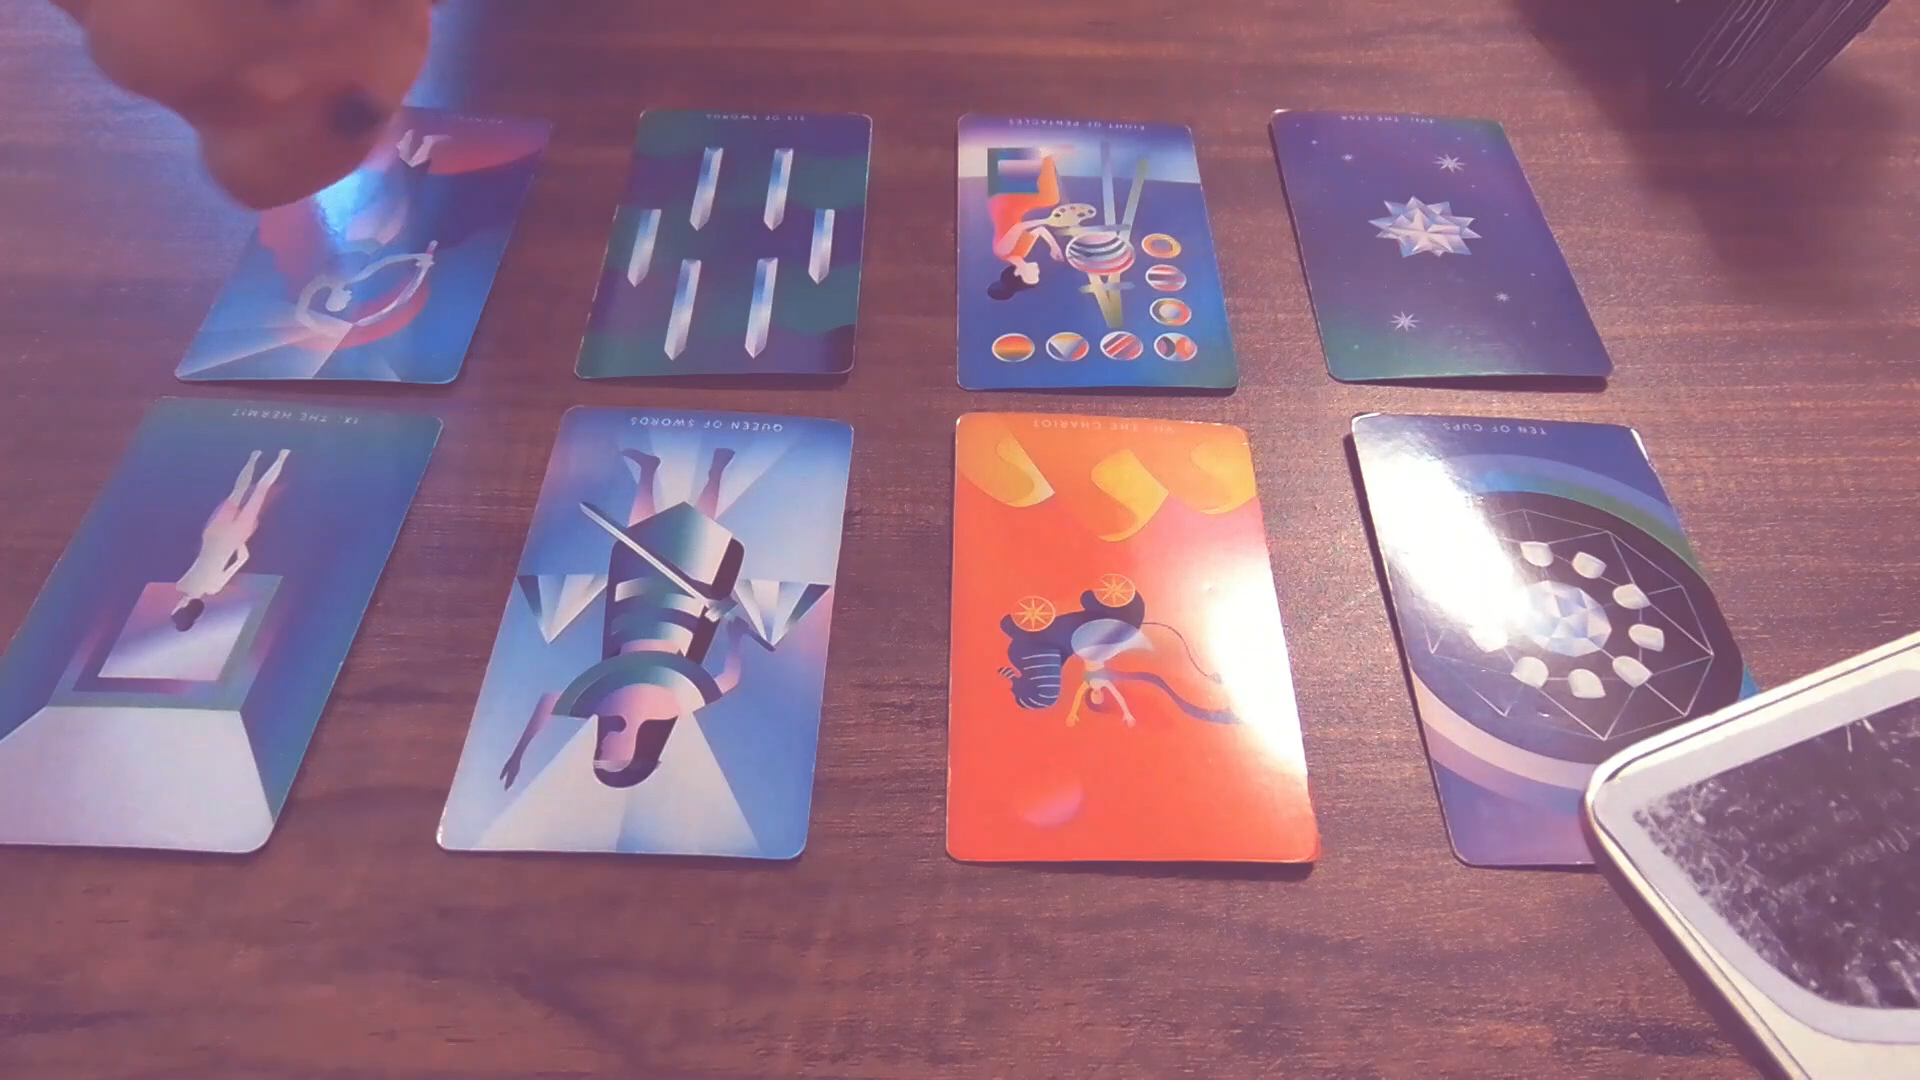 SIX OF SWORDS
EIGHT OF PENTACLES
XVII. THE STAR
IX. THE HERMIT
QUEEN OF SWORDS
VII. THE CHARIOT
TEN OF CUPS